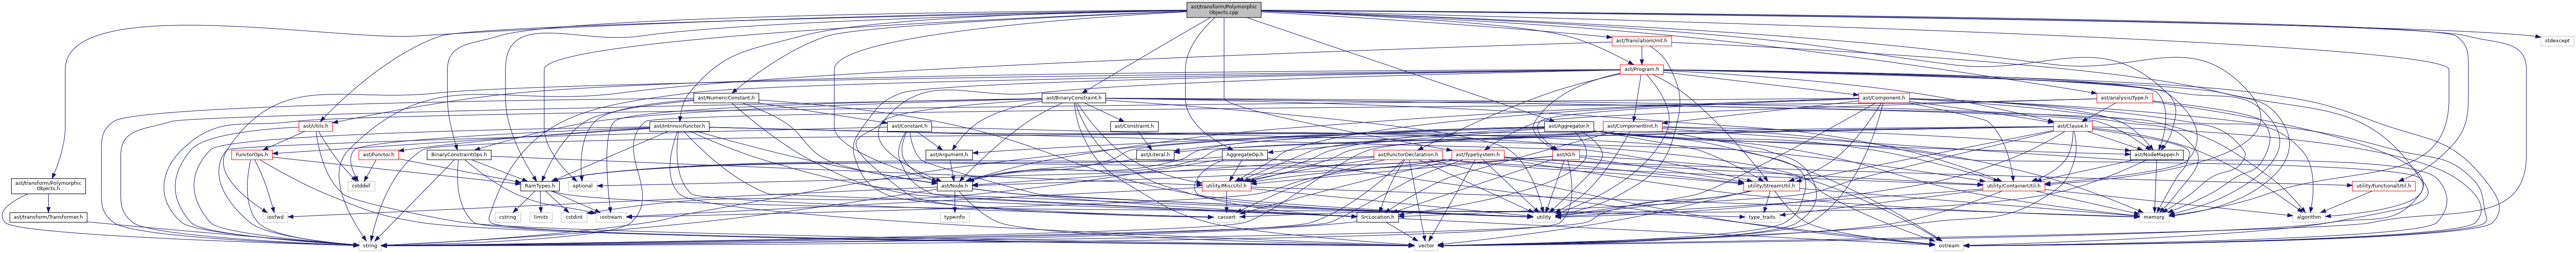 ast/transform/Polymorphic
Objects.cpp
ast/TranslationUnit.h
stdexcept
ast/Program.h
ast/NumericConstant.h
ast/BinaryConstraint.h
ast/Component.h
ast/analysis/Type.h
ast/Utils.h
ast/IntrinsicFunctor.h
ast/Constant.h
ast/Constraint.h
ast/Aggregator.h
ast/ComponentInit.h
ast/Clause.h
FunctorOps.h
ast/Functor.h
BinaryConstraintOps.h
ast/Argument.h
ast/Literal.h
AggregateOp.h
ast/FunctorDeclaration.h
ast/TypeSystem.h
ast/IO.h
ast/NodeMapper.h
ast/transform/Polymorphic
Objects.h
cstddef
RamTypes.h
optional
ast/Node.h
utility/MiscUtil.h
utility/StreamUtil.h
utility/ContainerUtil.h
utility/FunctionalUtil.h
ast/transform/Transformer.h
iosfwd
cstring
limits
cstdint
iostream
typeinfo
cassert
SrcLocation.h
utility
type_traits
memory
algorithm
string
vector
ostream